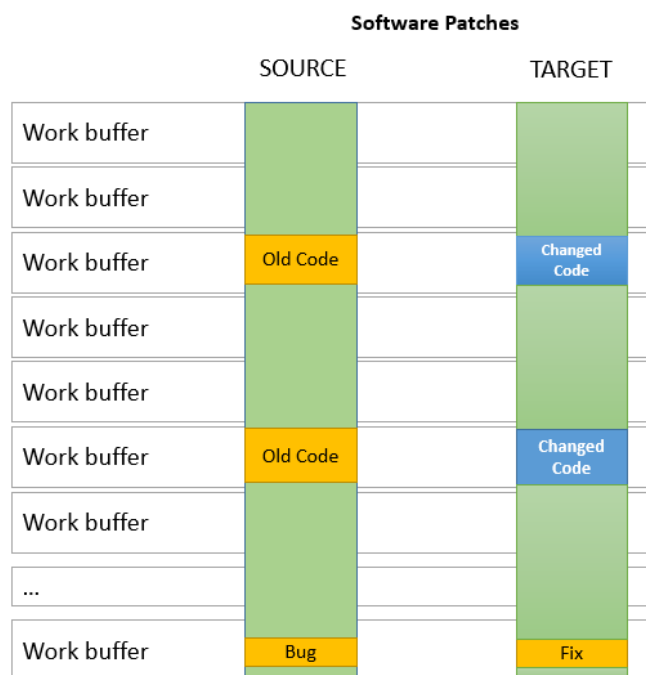 Software Patches
SOURCE TARGET
Work buffer
Work buffer
Work buffer Old Code Changed
Code
Work buffer
Work buffer
Work buffer Old Code Changed
Code
Work buffer
...
Work buffer Bug Fix